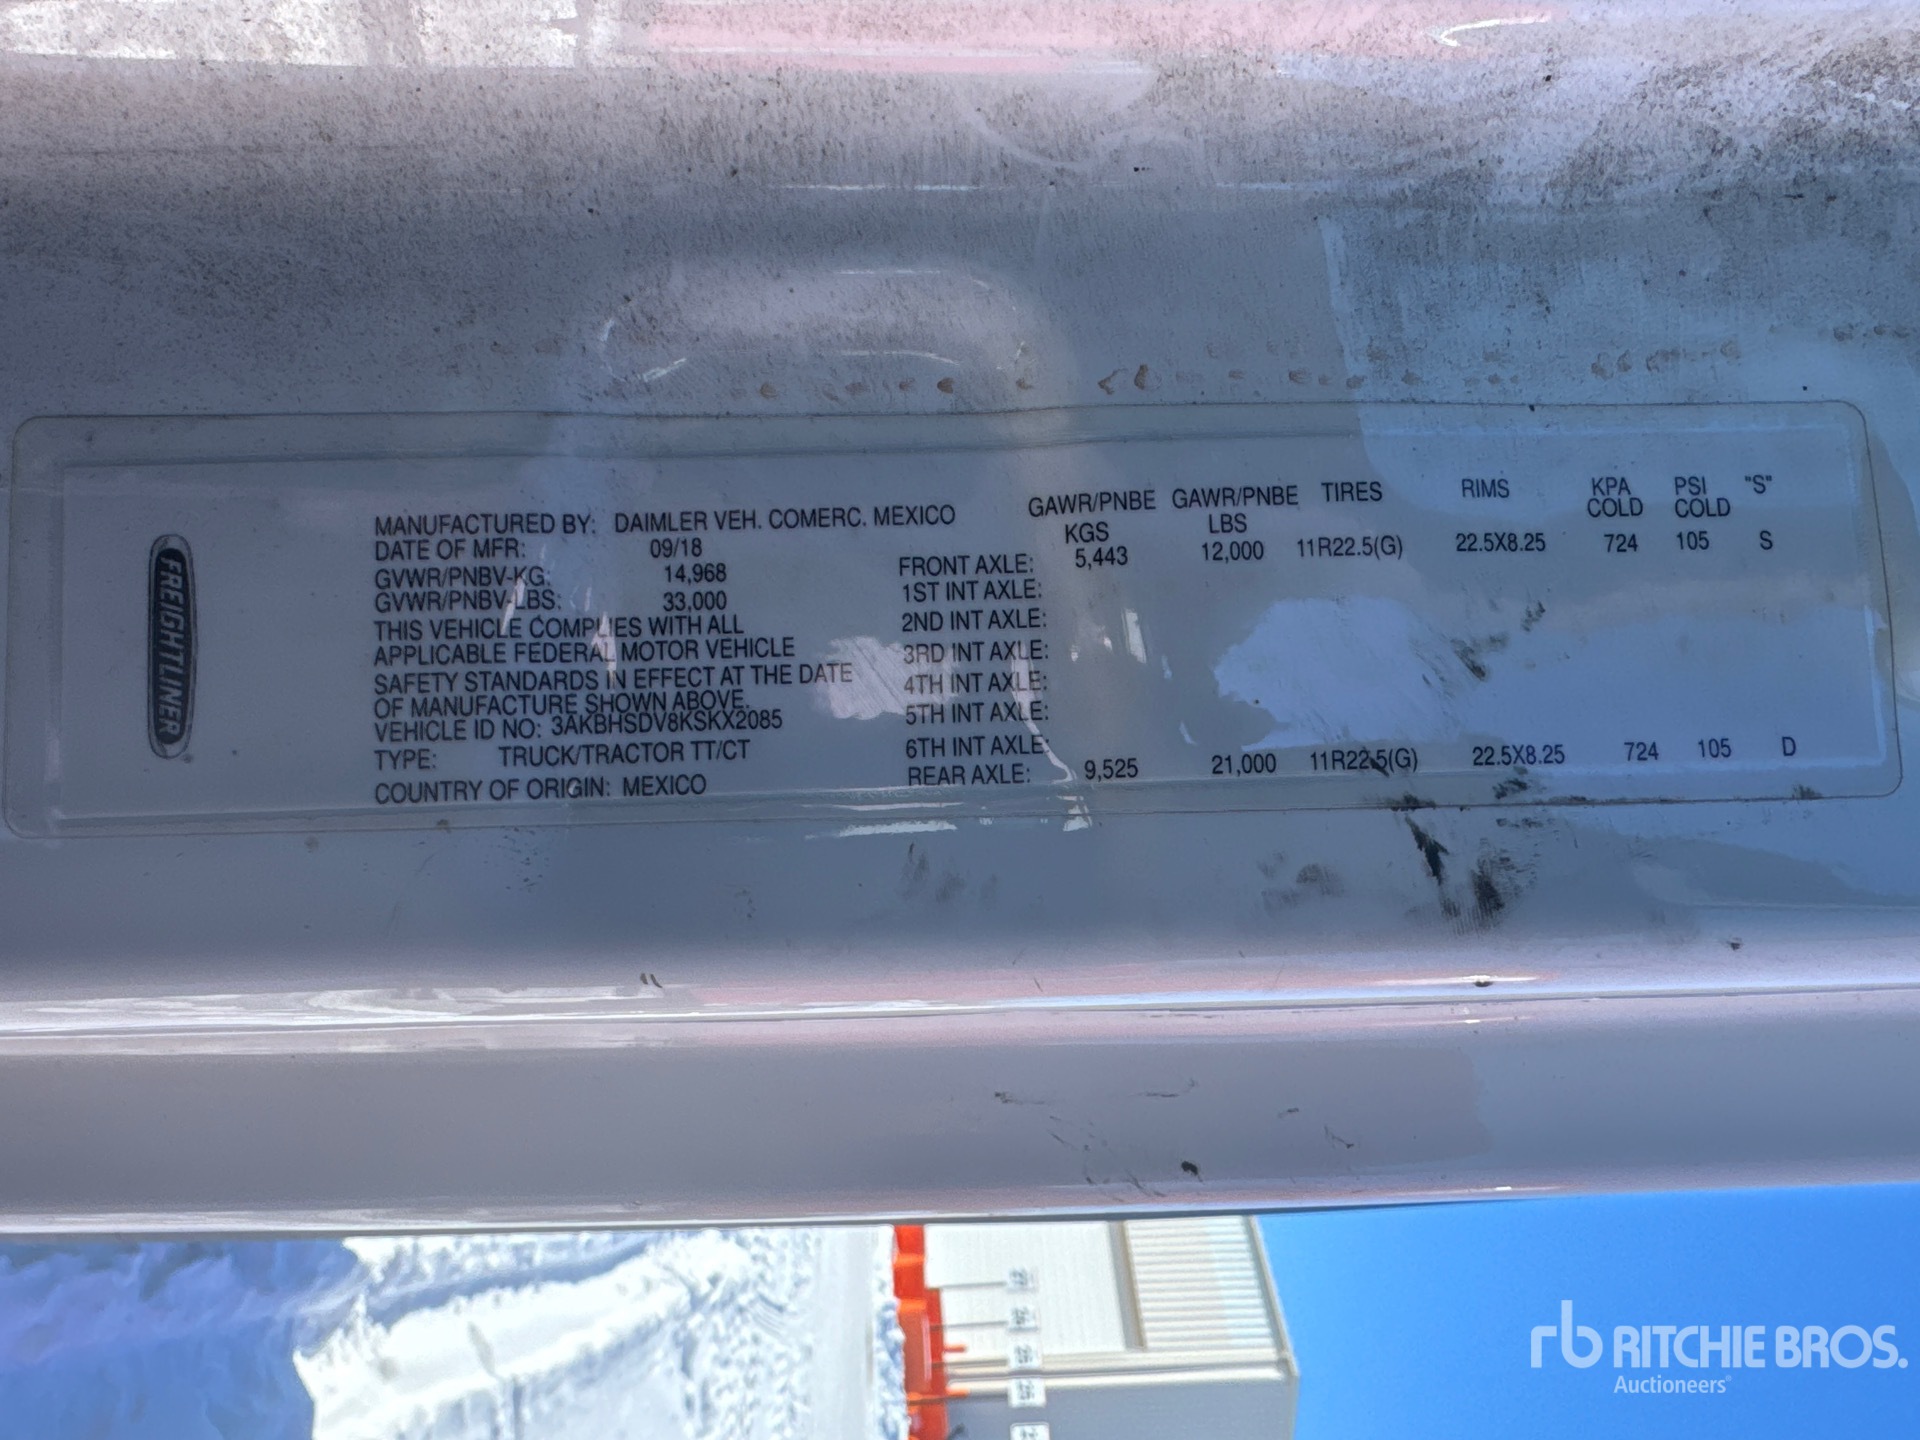 FREIGHTLINER
MANUFACTURED BY: DAIMLER VEH. COMERC. MEXICO
DATE OF MFR: 09/18
GVWR/PNBV-KG: 14,968
GVWR/PNBV-LBS: 33,000
THIS VEHICLE COMPLIES WITH ALL
APPLICABLE FEDERAL MOTOR VEHICLE
SAFETY STANDARDS IN EFFECT AT THE DATE
OF MANUFACTURE SHOWN ABOVE.
VEHICLE ID NO: 3AKBHSDV8KSKX2085
TYPE: TRUCK/TRACTOR TT/CT
COUNTRY OF ORIGIN: MEXICO
GAWR/PNBE KGS GAWR/PNBE LBS TIRES RIMS KPA COLD PSI COLD "S"
FRONT AXLE: 5,443 12,000 11R22.5(G) 22.5X8.25 724 105 S
1ST INT AXLE:
2ND INT AXLE:
3RD INT AXLE:
4TH INT AXLE:
5TH INT AXLE:
6TH INT AXLE:
REAR AXLE: 9,525 21,000 11R22.5(G) 22.5X8.25 724 105 D
rb RITCHIE BROS.
Auctioneers